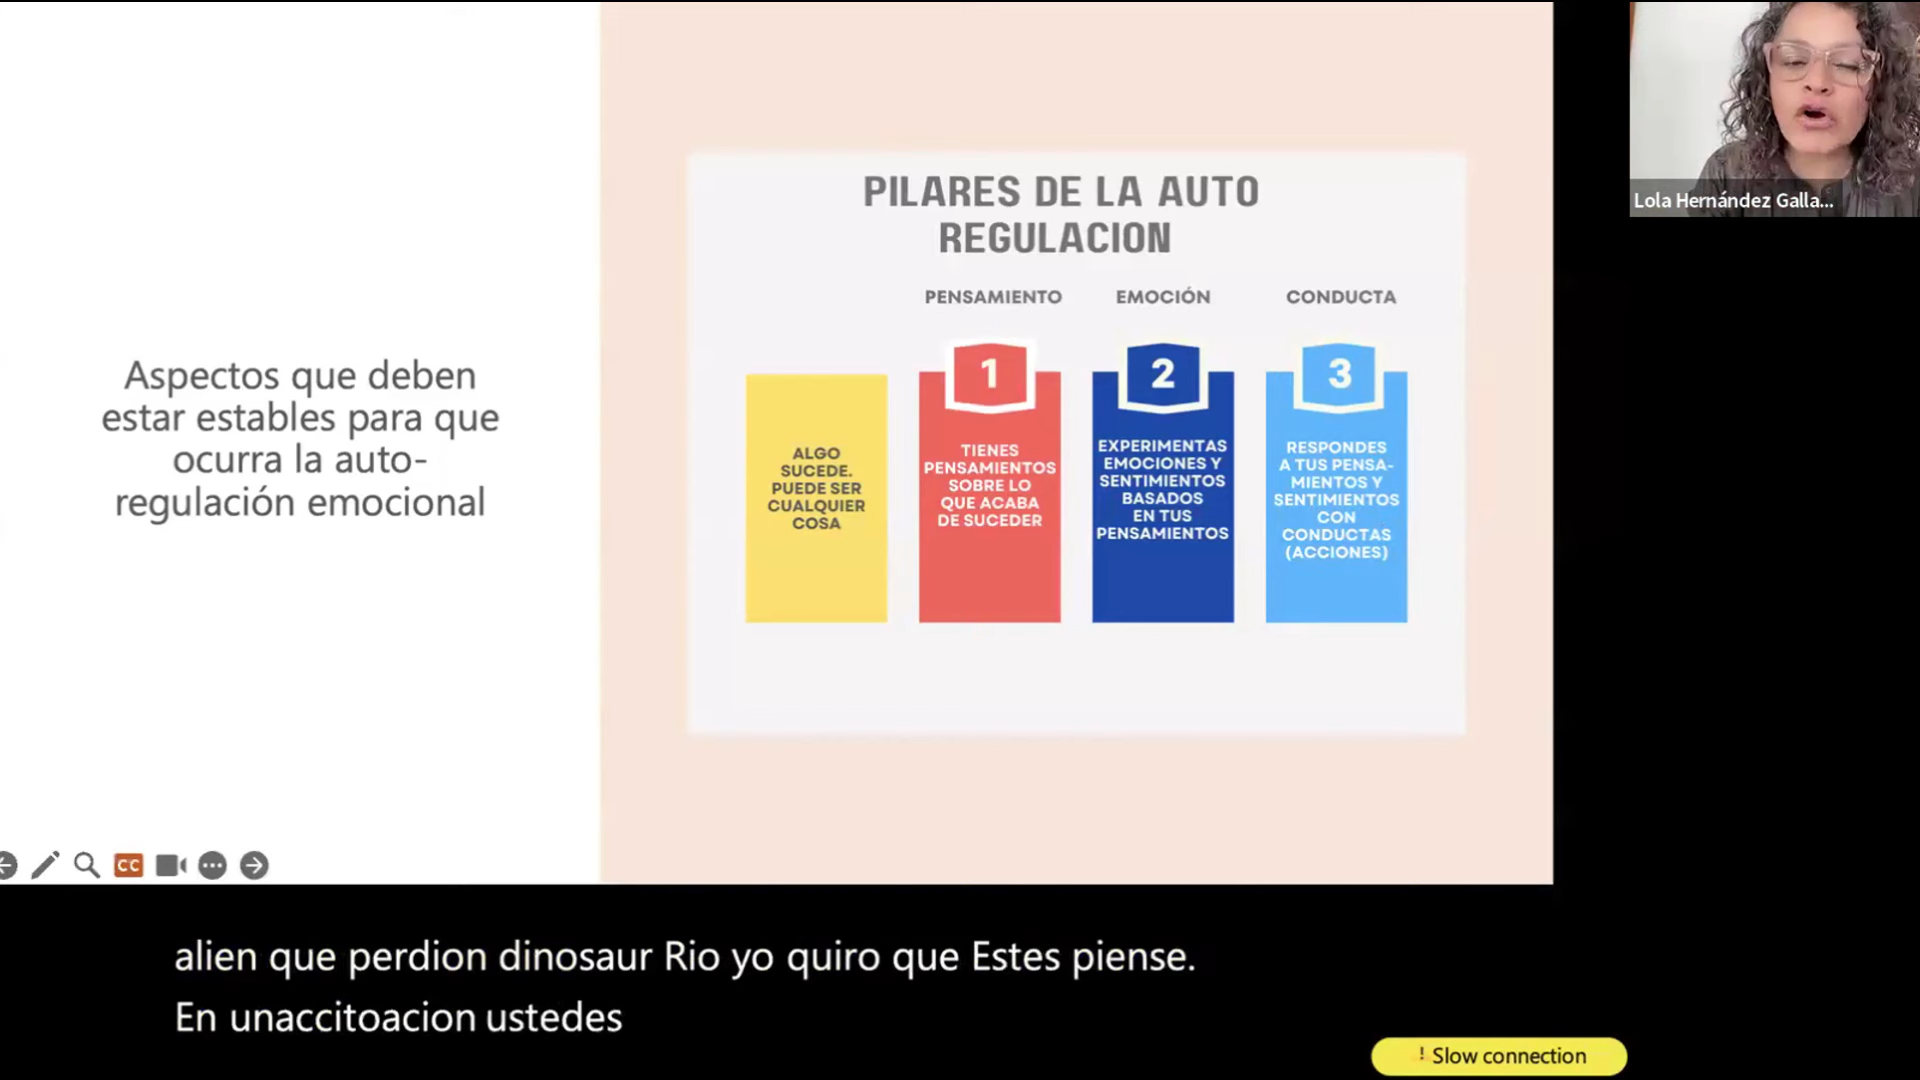 Aspectos que deben
estar estables para que
ocurra la auto-
regulación emocional
PILARES DE LA AUTO
REGULACION
PENSAMIENTO
EMOCIÓN
CONDUCTA
ALGO
SUCEDE.
PUEDE SER
CUALQUIER
COSA
1
TIENES
PENSAMIENTOS
SOBRE LO
QUE ACABA
DE SUCEDER
2
EXPERIMENTAS
EMOCIONES Y
SENTIMIENTOS
BASADOS
EN TUS
PENSAMIENTOS
3
RESPONDES
A TUS PENSA-
MIENTOS Y
SENTIMIENTOS
CON
CONDUCTAS
(ACCIONES)
Lola Hernández Galla...
CC
alien que perdion dinosaur Rio yo quiro que Estes piense.
En unaccitoacion ustedes
! Slow connection